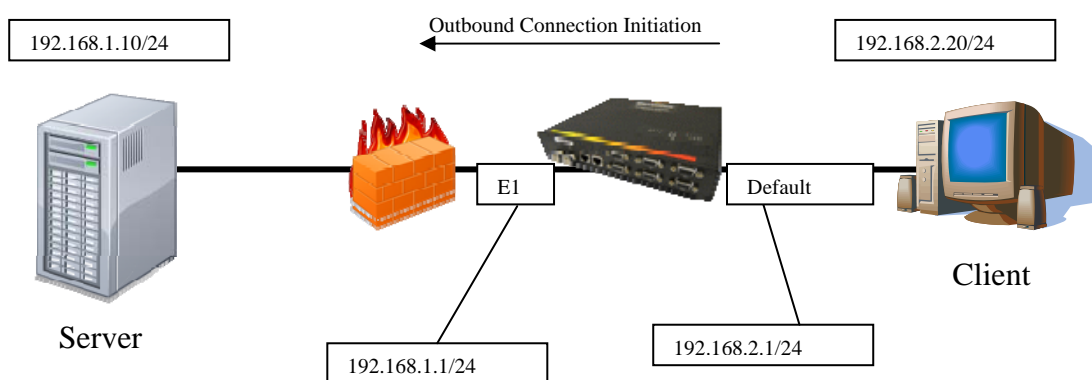 Outbound Connection Initiation
192.168.1.10/24
192.168.2.20/24
E1
Default
Server
Client
192.168.1.1/24
192.168.2.1/24